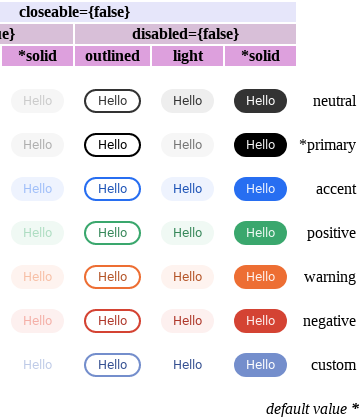 closeable={false}
disabled={false}
*solid outlined light *solid
Hello Hello Hello Hello neutral
Hello Hello Hello Hello *primary
Hello Hello Hello Hello accent
Hello Hello Hello Hello positive
Hello Hello Hello Hello warning
Hello Hello Hello Hello negative
Hello Hello Hello Hello custom
default value *